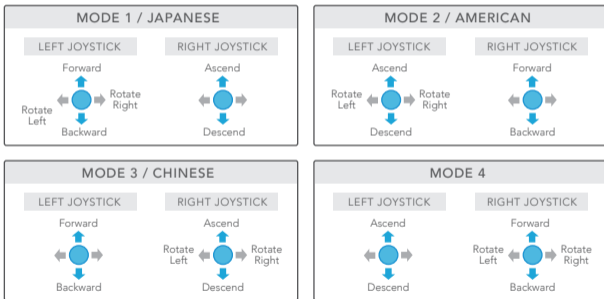 MODE 1 / JAPANESE
LEFT JOYSTICK
Forward
Rotate
Left
Rotate
Right
Backward
RIGHT JOYSTICK
Ascend
Descend
MODE 2 / AMERICAN
LEFT JOYSTICK
Ascend
Rotate
Left
Rotate
Right
Descend
RIGHT JOYSTICK
Forward
Backward
MODE 3 / CHINESE
LEFT JOYSTICK
Forward
Backward
RIGHT JOYSTICK
Ascend
Rotate
Left
Rotate
Right
Descend
MODE 4
LEFT JOYSTICK
Ascend
Descend
RIGHT JOYSTICK
Forward
Rotate
Left
Rotate
Right
Backward